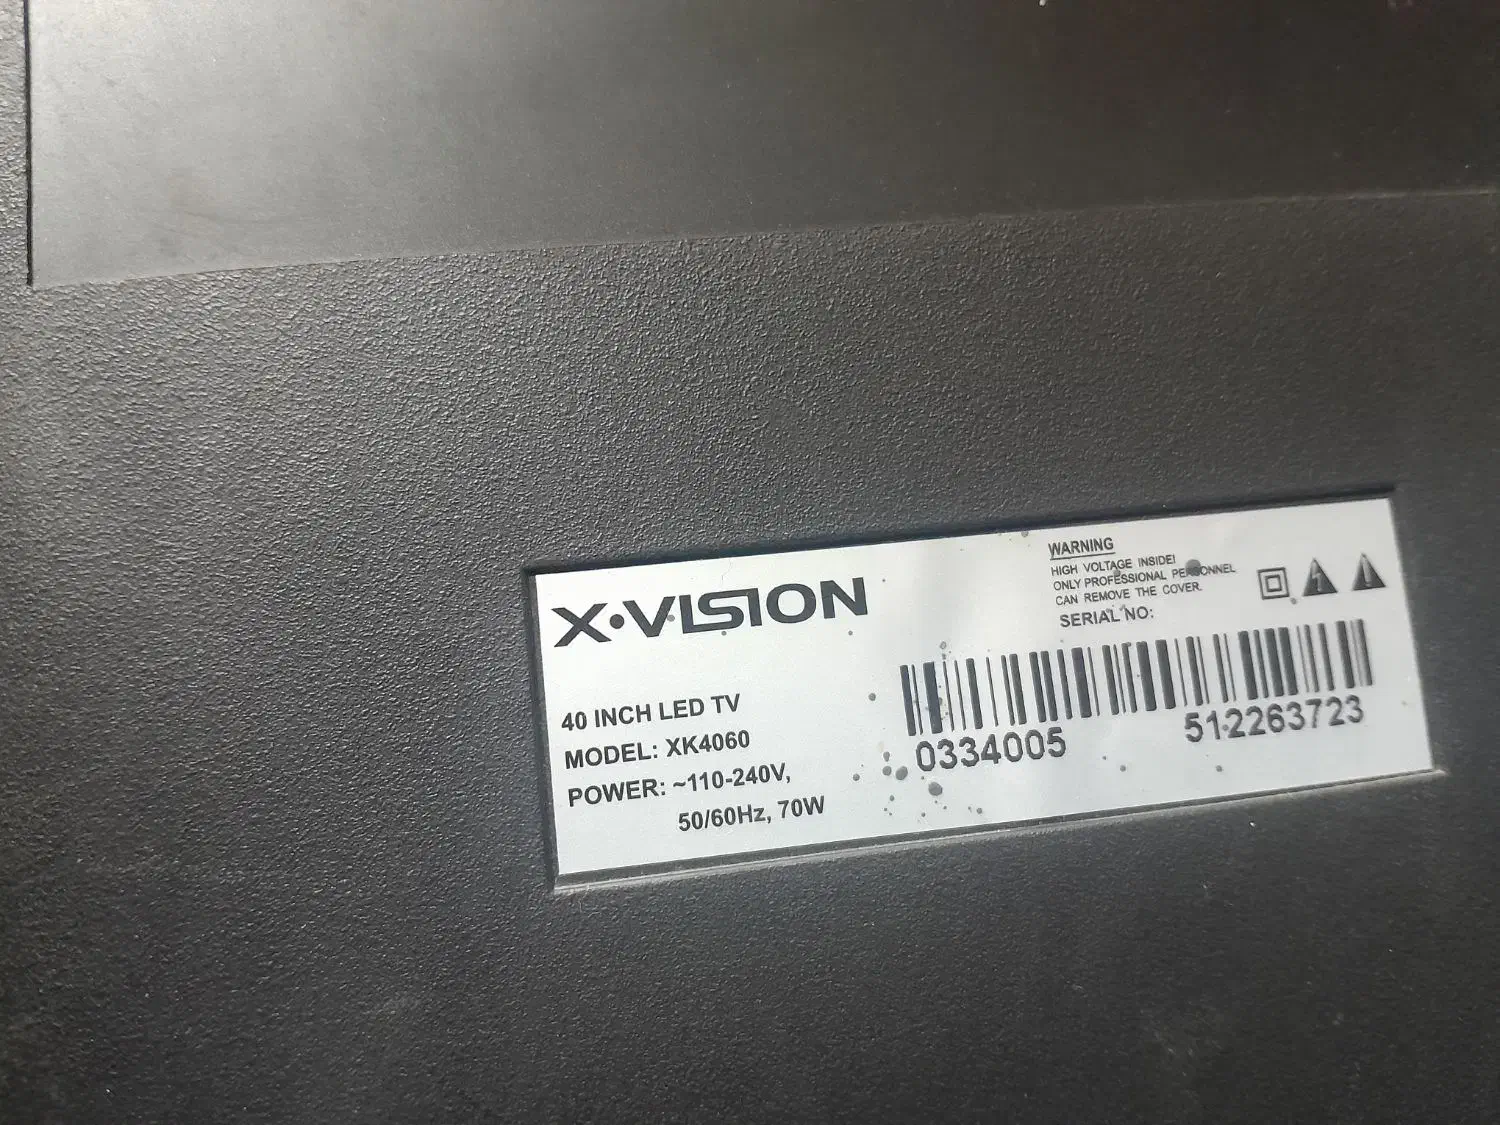 X·VISION
40 INCH LED TV
MODEL: XK4060
POWER: ~110-240V,
50/60Hz, 70W
WARNING
HIGH VOLTAGE INSIDE!
ONLY PROFESSIONAL PERSONNEL
CAN REMOVE THE COVER.
SERIAL NO:
0334005 512263723